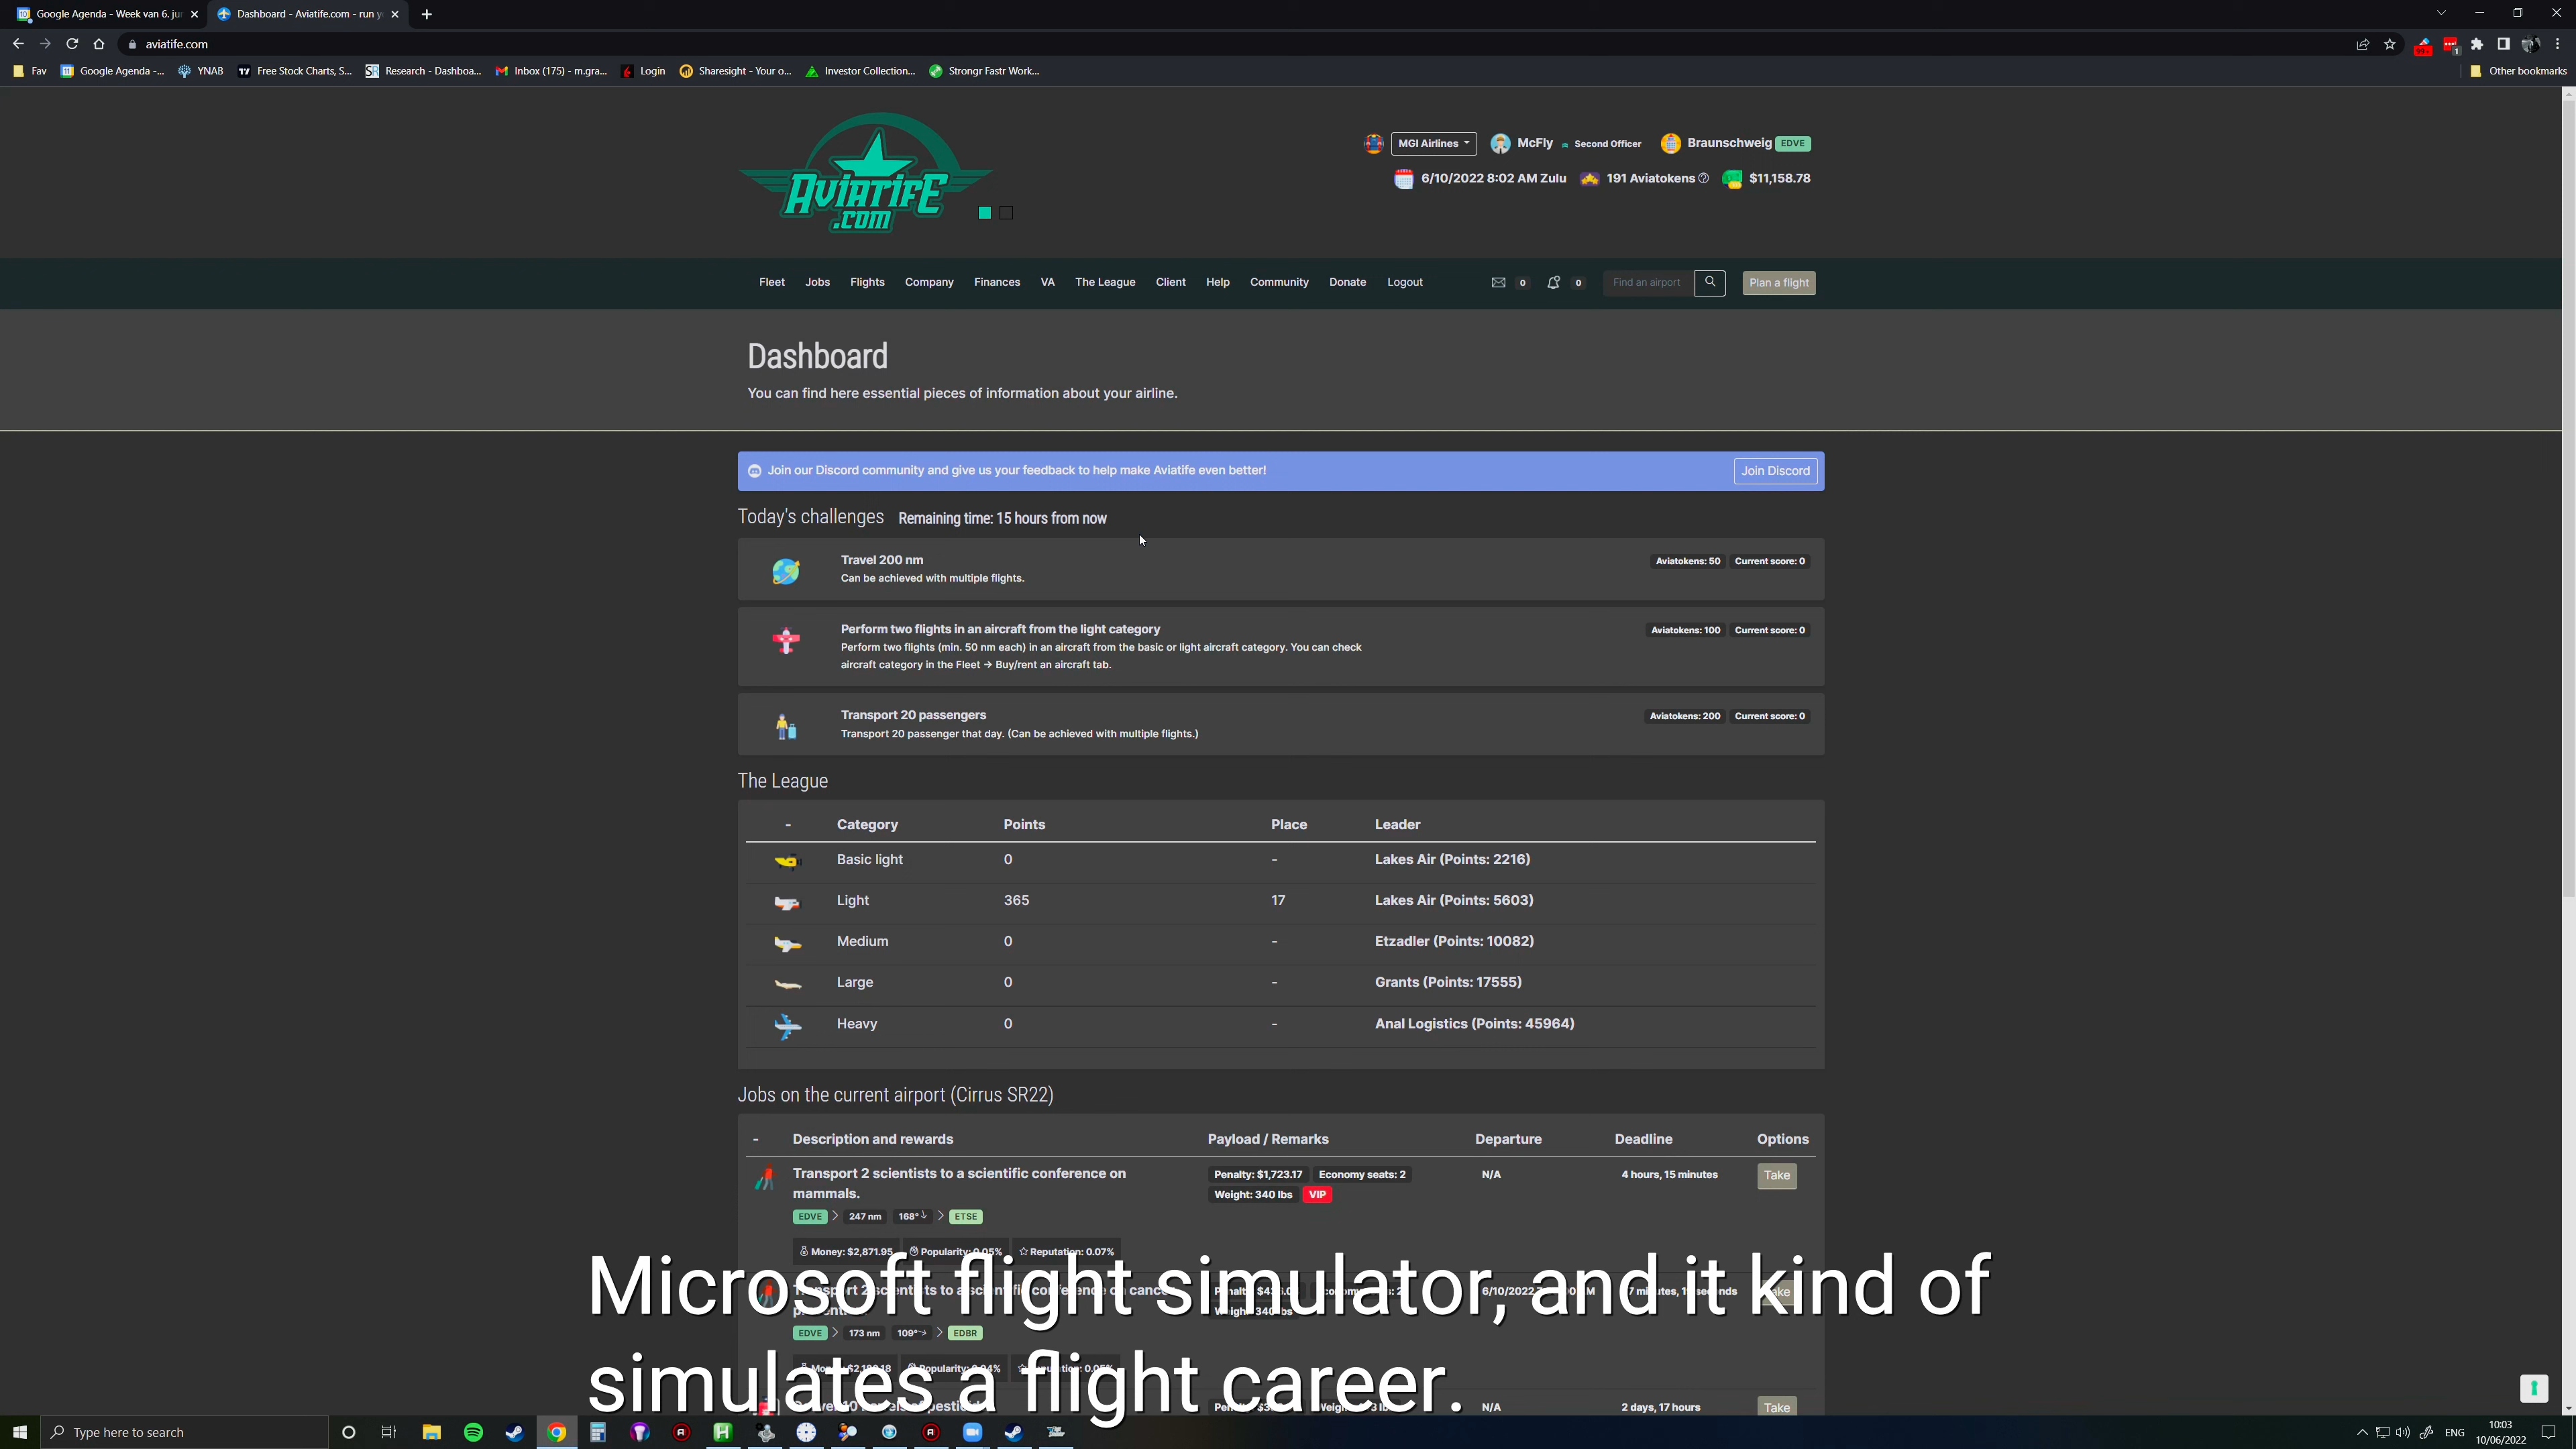 Google Agenda - Week van 6. ju
Dashboard - Aviatife.com - run y
aviatife.com
Fav
Google Agenda -...
YNAB
Free Stock Charts, S...
Research - Dashboa...
Inbox (175) - m.gra...
Login
Sharesight - Your o...
Investor Collection...
Strongr Fastr Work...
Other bookmarks
AVIATIFE
.COM
MGI Airlines
McFly
Second Officer
Braunschweig EDVE
6/10/2022 8:02 AM Zulu
191 Aviatokens
$11,158.78
Fleet Jobs Flights Company Finances VA The League Client Help Community Donate Logout
0 0 Find an airport Plan a flight
Dashboard
You can find here essential pieces of information about your airline.
Join our Discord community and give us your feedback to help make Aviatife even better! Join Discord
Today's challenges Remaining time: 15 hours from now
Travel 200 nm Aviatokens: 50 Current score: 0
Can be achieved with multiple flights.
Perform two flights in an aircraft from the light category Aviatokens: 100 Current score: 0
Perform two flights (min. 50 nm each) in an aircraft from the basic or light aircraft category. You can check
aircraft category in the Fleet → Buy/rent an aircraft tab.
Transport 20 passengers Aviatokens: 200 Current score: 0
Transport 20 passenger that day. (Can be achieved with multiple flights.)
The League
- Category Points Place Leader
Basic light 0 - Lakes Air (Points: 2216)
Light 365 17 Lakes Air (Points: 5603)
Medium 0 - Etzadler (Points: 10082)
Large 0 - Grants (Points: 17555)
Heavy 0 - Anal Logistics (Points: 45964)
Jobs on the current airport (Cirrus SR22)
- Description and rewards Payload / Remarks Departure Deadline Options
Transport 2 scientists to a scientific conference on Penalty: $1,723.17 Economy seats: 2 N/A 4 hours, 15 minutes Take
mammals. Weight: 340 lbs VIP
EDVE > 247 nm 168° > ETSE
Money: $2,871.95 Popularity: 0.05% Reputation: 0.07%
Microsoft flight simulator, and it kind of
EDVE > 173 nm 109° > EDBR
simulates a flight career.
N/A 2 days, 17 hours Take
Type here to search
ENG
10:03
10/06/2022